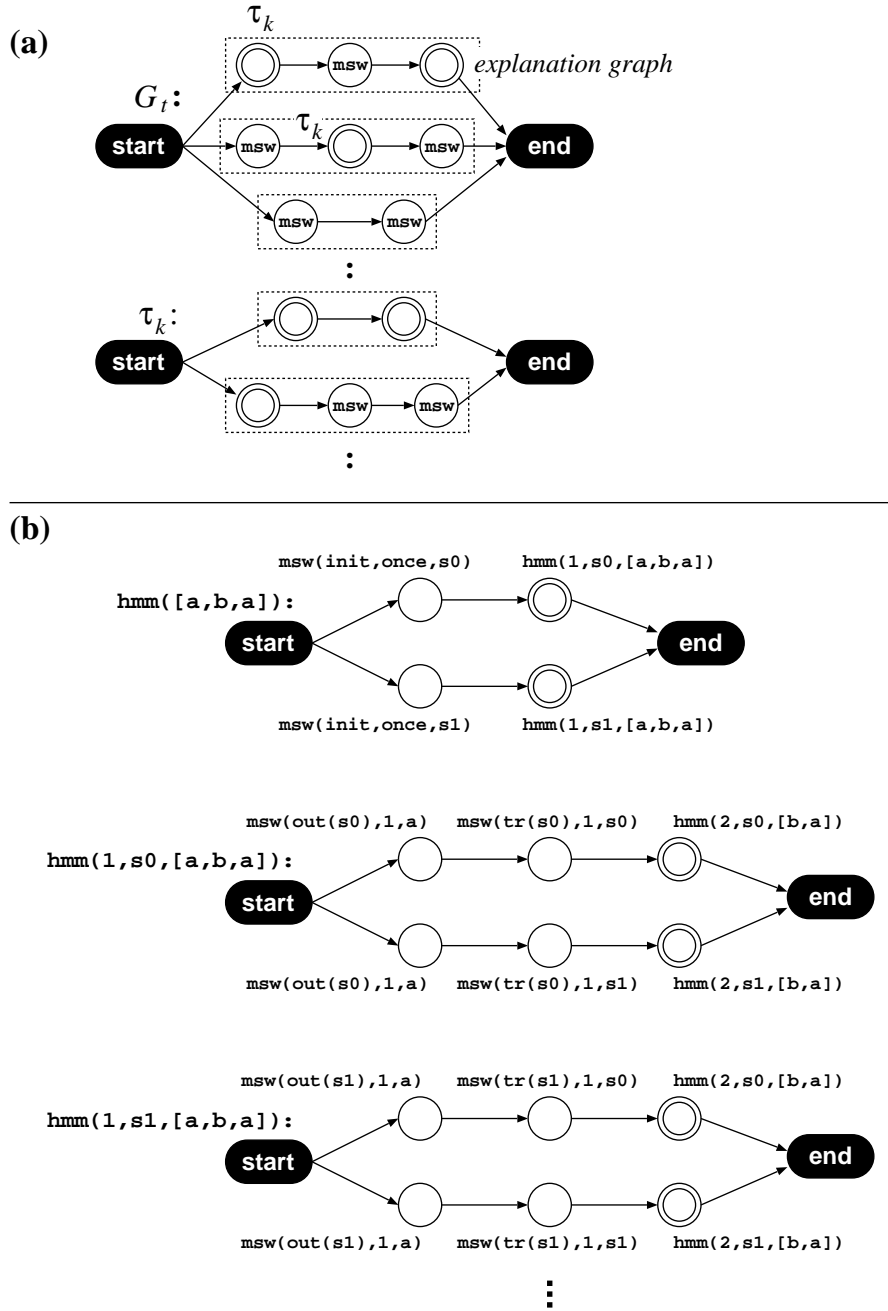 (a)
τk
msw
explanation graph
Gt:
τk
start
msw
msw
end
msw
msw
:
τk:
start
end
msw
msw
:
(b)
msw(init,once,s0)
hmm(1,s0,[a,b,a])
hmm([a,b,a]):
start
end
msw(init,once,s1)
hmm(1,s1,[a,b,a])
msw(out(s0),1,a)
msw(tr(s0),1,s0)
hmm(2,s0,[b,a])
hmm(1,s0,[a,b,a]):
start
end
msw(out(s0),1,a)
msw(tr(s0),1,s1)
hmm(2,s1,[b,a])
msw(out(s1),1,a)
msw(tr(s1),1,s0)
hmm(2,s0,[b,a])
hmm(1,s1,[a,b,a]):
start
end
msw(out(s1),1,a)
msw(tr(s1),1,s1)
hmm(2,s1,[b,a])
⋮